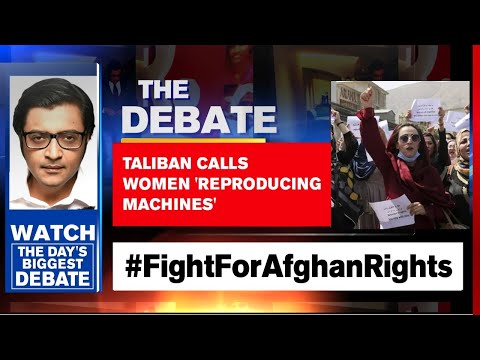 THE
DEBATE
TALIBAN CALLS
WOMEN 'REPRODUCING
MACHINES'
WATCH
THE DAY'S
BIGGEST
DEBATE
#FightForAfghanRights